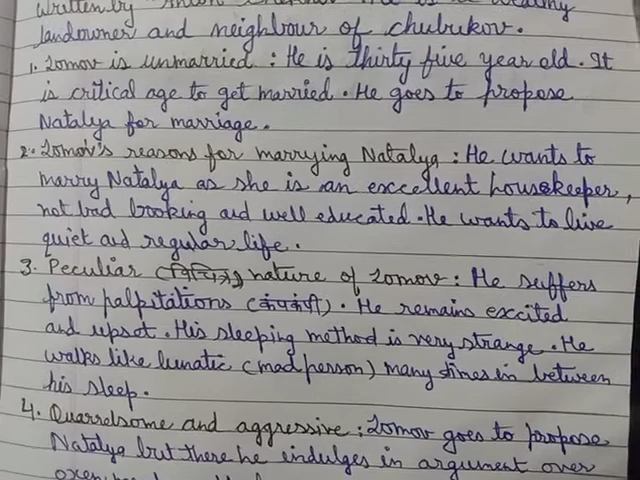 written by
landowner and neighbour of chubukov.
1. Lomov is unmarried : He is thirty five year old. It
is critical age to get married. He goes to propose
Natalya for marriage.
2. Lomov's reasons for marrying Natalya : He wants to
marry Natalya as she is an excellent housekeeper,
not bad looking and well educated. He wants to live
quiet and regular life.
3. Peculiar (विचित्र) nature of Lomov : He suffers
from palpitations (कंपकंपी). He remains excited
and upset. His sleeping method is very strange. He
walks like lunatic (mad person) many times in between
his sleep.
4. Quarrelsome and aggressive : Lomov goes to propose
Natalya but there he indulges in argument over
oxen